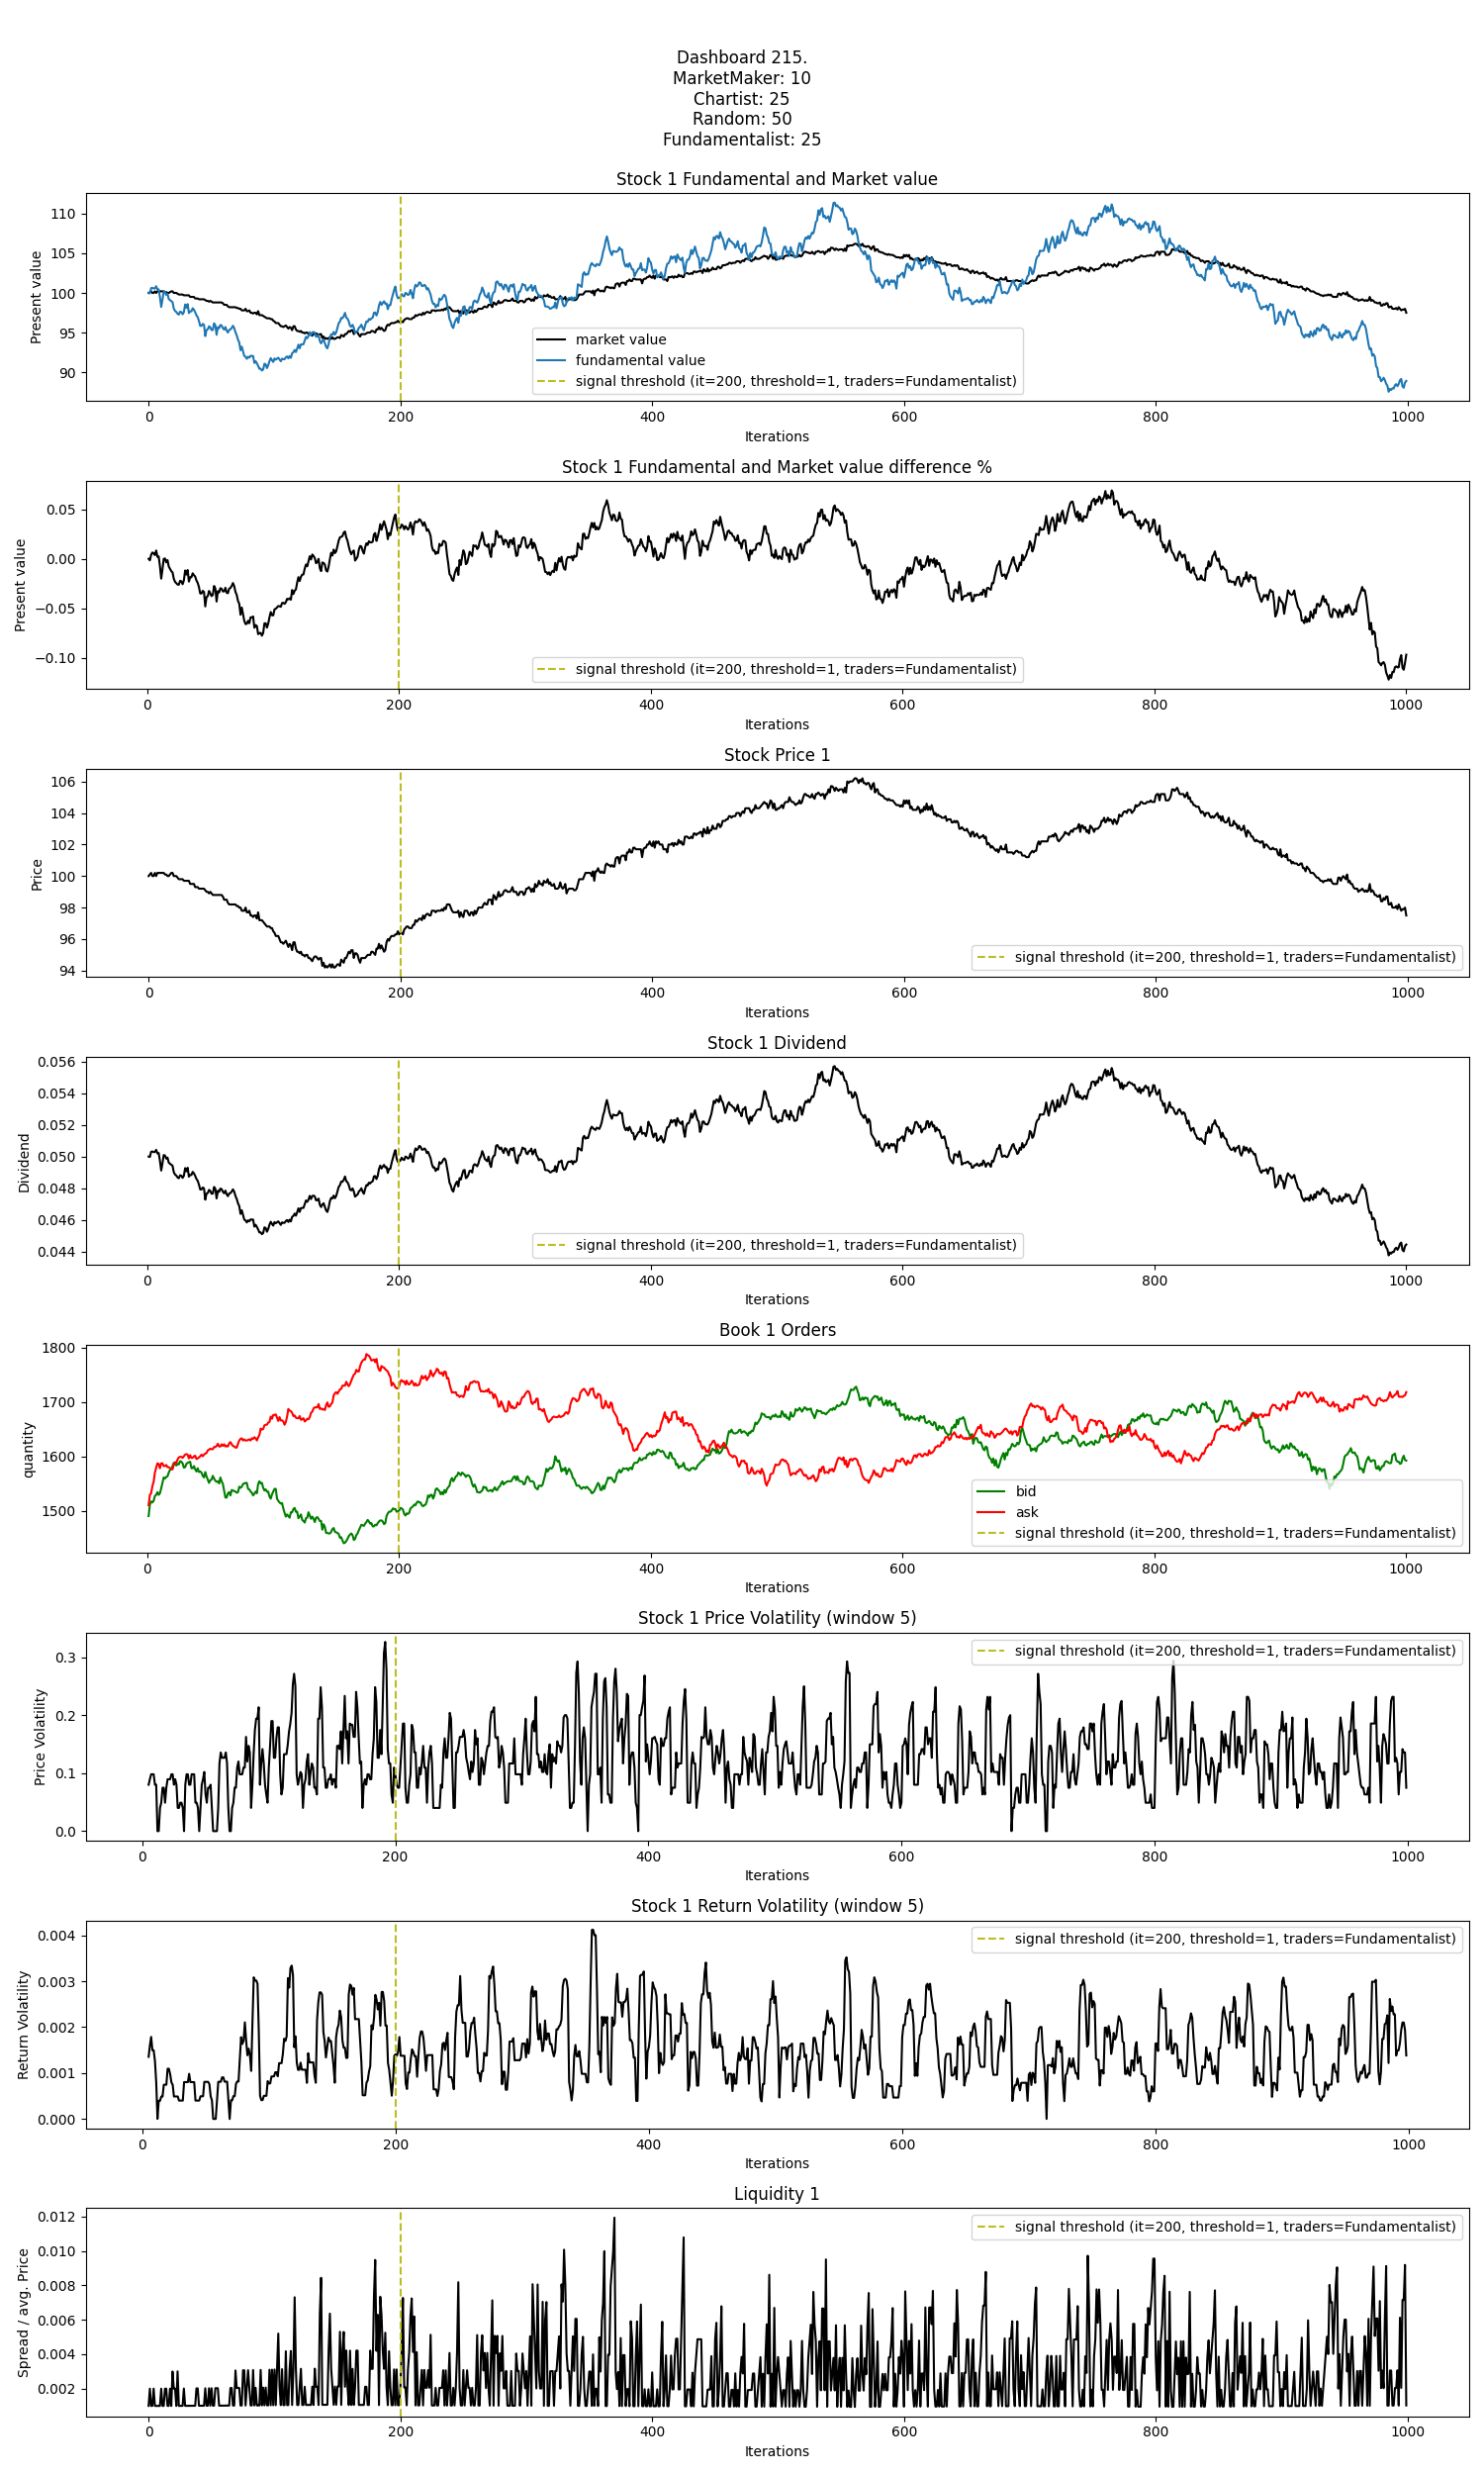 Dashboard 215.
MarketMaker: 10
Chartist: 25
Random: 50
Fundamentalist: 25
Stock 1 Fundamental and Market value
Present value
110
105
100
95
90
market value
fundamental value
signal threshold (it=200, threshold=1, traders=Fundamentalist)
0 200 400 600 800 1000
Iterations
Stock 1 Fundamental and Market value difference %
Present value
0.05
0.00
−0.05
−0.10
signal threshold (it=200, threshold=1, traders=Fundamentalist)
0 200 400 600 800 1000
Iterations
Stock Price 1
Price
106
104
102
100
98
96
94
signal threshold (it=200, threshold=1, traders=Fundamentalist)
0 200 400 600 800 1000
Iterations
Stock 1 Dividend
Dividend
0.056
0.054
0.052
0.050
0.048
0.046
0.044
signal threshold (it=200, threshold=1, traders=Fundamentalist)
0 200 400 600 800 1000
Iterations
Book 1 Orders
quantity
1800
1700
1600
1500
bid
ask
signal threshold (it=200, threshold=1, traders=Fundamentalist)
0 200 400 600 800 1000
Iterations
Stock 1 Price Volatility (window 5)
Price Volatility
0.3
0.2
0.1
0.0
signal threshold (it=200, threshold=1, traders=Fundamentalist)
0 200 400 600 800 1000
Iterations
Stock 1 Return Volatility (window 5)
Return Volatility
0.004
0.003
0.002
0.001
0.000
signal threshold (it=200, threshold=1, traders=Fundamentalist)
0 200 400 600 800 1000
Iterations
Liquidity 1
Spread / avg. Price
0.012
0.010
0.008
0.006
0.004
0.002
signal threshold (it=200, threshold=1, traders=Fundamentalist)
0 200 400 600 800 1000
Iterations